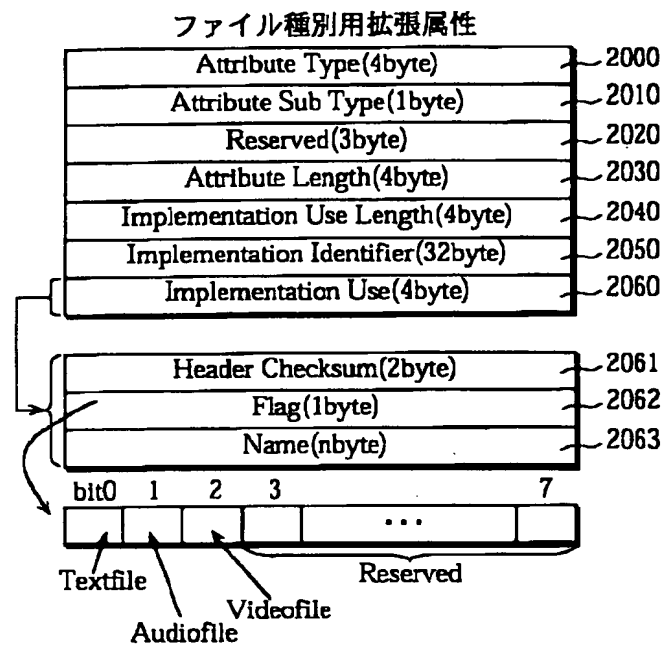 ファイル種別用拡張属性
Attribute Type(4byte) 2000
Attribute Sub Type(1byte) 2010
Reserved(3byte) 2020
Attribute Length(4byte) 2030
Implementation Use Length(4byte) 2040
Implementation Identifier(32byte) 2050
Implementation Use(4byte) 2060
Header Checksum(2byte) 2061
Flag(1byte) 2062
Name(nbyte) 2063
bit0 1 2 3 7
...
Textfile Reserved
Videofile
Audiofile